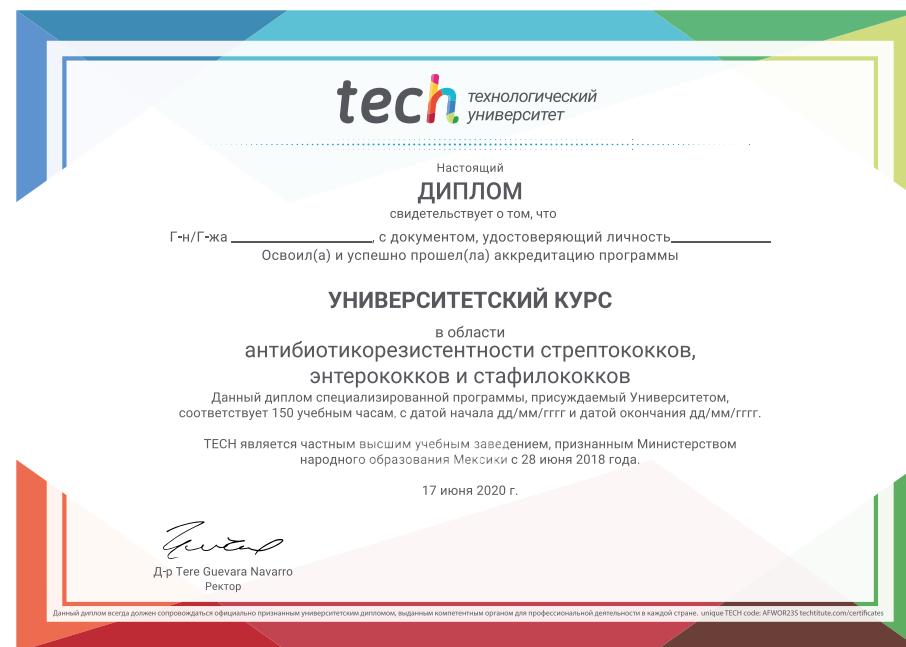 tech технологический
университет
Настоящий
ДИПЛОМ
свидетельствует о том, что
Г-н/Г-жа ____________________, с документом, удостоверяющий личность______________
Освоил(а) и успешно прошел(ла) аккредитацию программы
УНИВЕРСИТЕТСКИЙ КУРС
в области
антибиотикорезистентности стрептококков,
энтерококков и стафилококков
Данный диплом специализированной программы, присуждаемый Университетом,
соответствует 150 учебным часам, с датой начала дд/мм/гггг и датой окончания дд/мм/гггг.
TECH является частным высшим учебным заведением, признанным Министерством
народного образования Мексики с 28 июня 2018 года.
17 июня 2020 г.
Д-р Tere Guevara Navarro
Ректор
Данный диплом всегда должен сопровождаться официально признанным университетским дипломом, выданным компетентным органом для профессиональной деятельности в каждой стране. unique TECH code: AFWOR23S techtitute.com/certificates